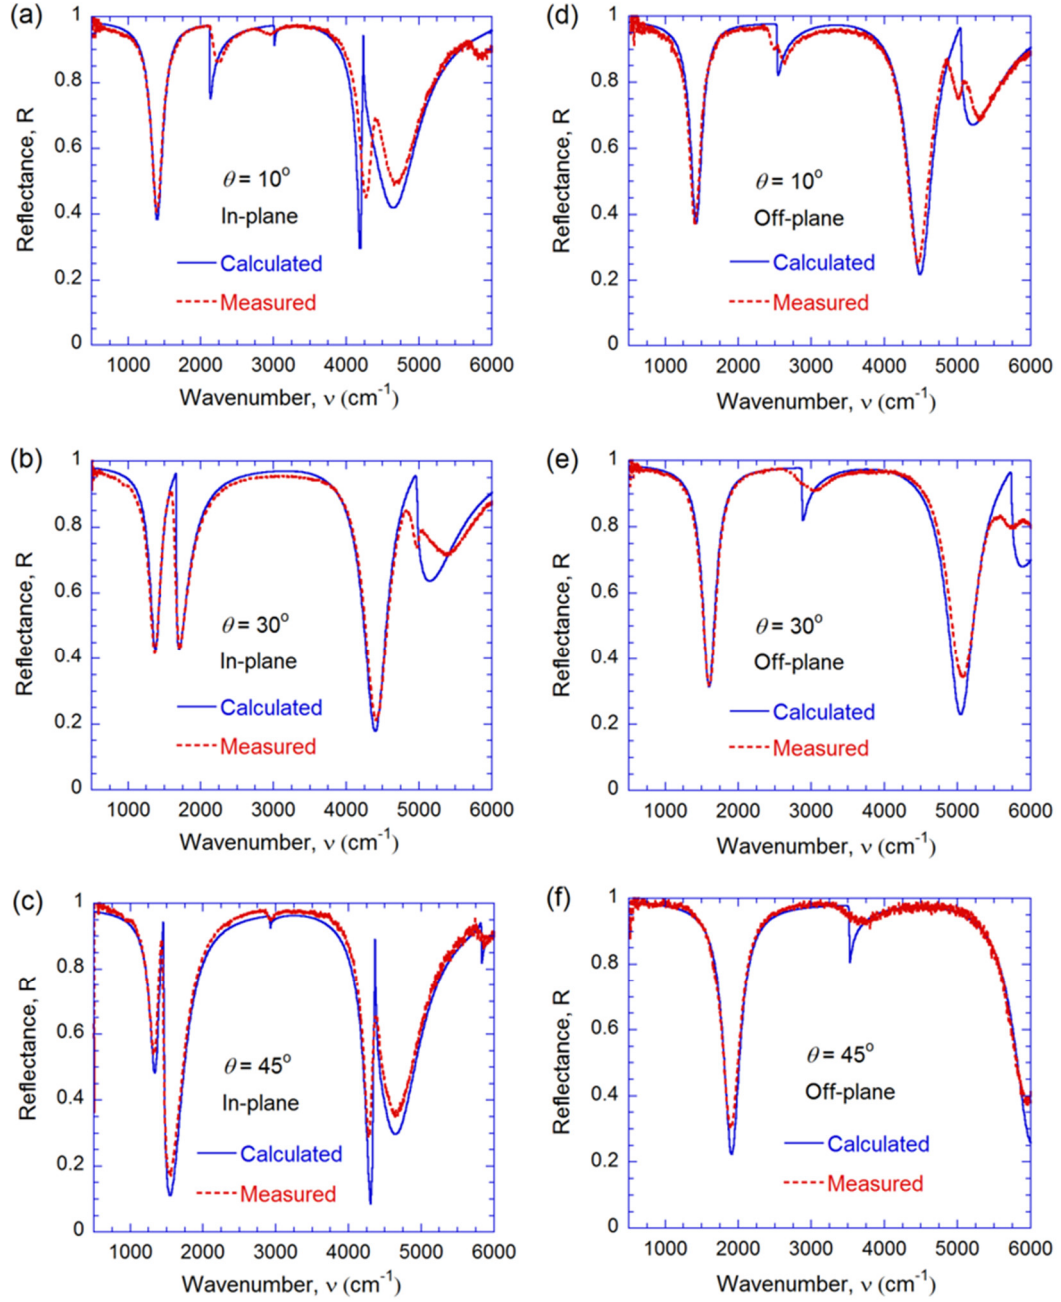 (a)
1
0.8
0.6
0.4
0.2
0
Reflectance, R
θ = 10°
In-plane
Calculated
Measured
1000 2000 3000 4000 5000 6000
Wavenumber, ν (cm⁻¹)
(d)
1
0.8
0.6
0.4
0.2
0
Reflectance, R
θ = 10°
Off-plane
Calculated
Measured
1000 2000 3000 4000 5000 6000
Wavenumber, ν (cm⁻¹)
(b)
1
0.8
0.6
0.4
0.2
0
Reflectance, R
θ = 30°
In-plane
Calculated
Measured
1000 2000 3000 4000 5000 6000
Wavenumber, ν (cm⁻¹)
(e)
1
0.8
0.6
0.4
0.2
0
Reflectance, R
θ = 30°
Off-plane
Calculated
Measured
1000 2000 3000 4000 5000 6000
Wavenumber, ν (cm⁻¹)
(c)
1
0.8
0.6
0.4
0.2
0
Reflectance, R
θ = 45°
In-plane
Calculated
Measured
1000 2000 3000 4000 5000 6000
Wavenumber, ν (cm⁻¹)
(f)
1
0.8
0.6
0.4
0.2
0
Reflectance, R
θ = 45°
Off-plane
Calculated
Measured
1000 2000 3000 4000 5000 6000
Wavenumber, ν (cm⁻¹)